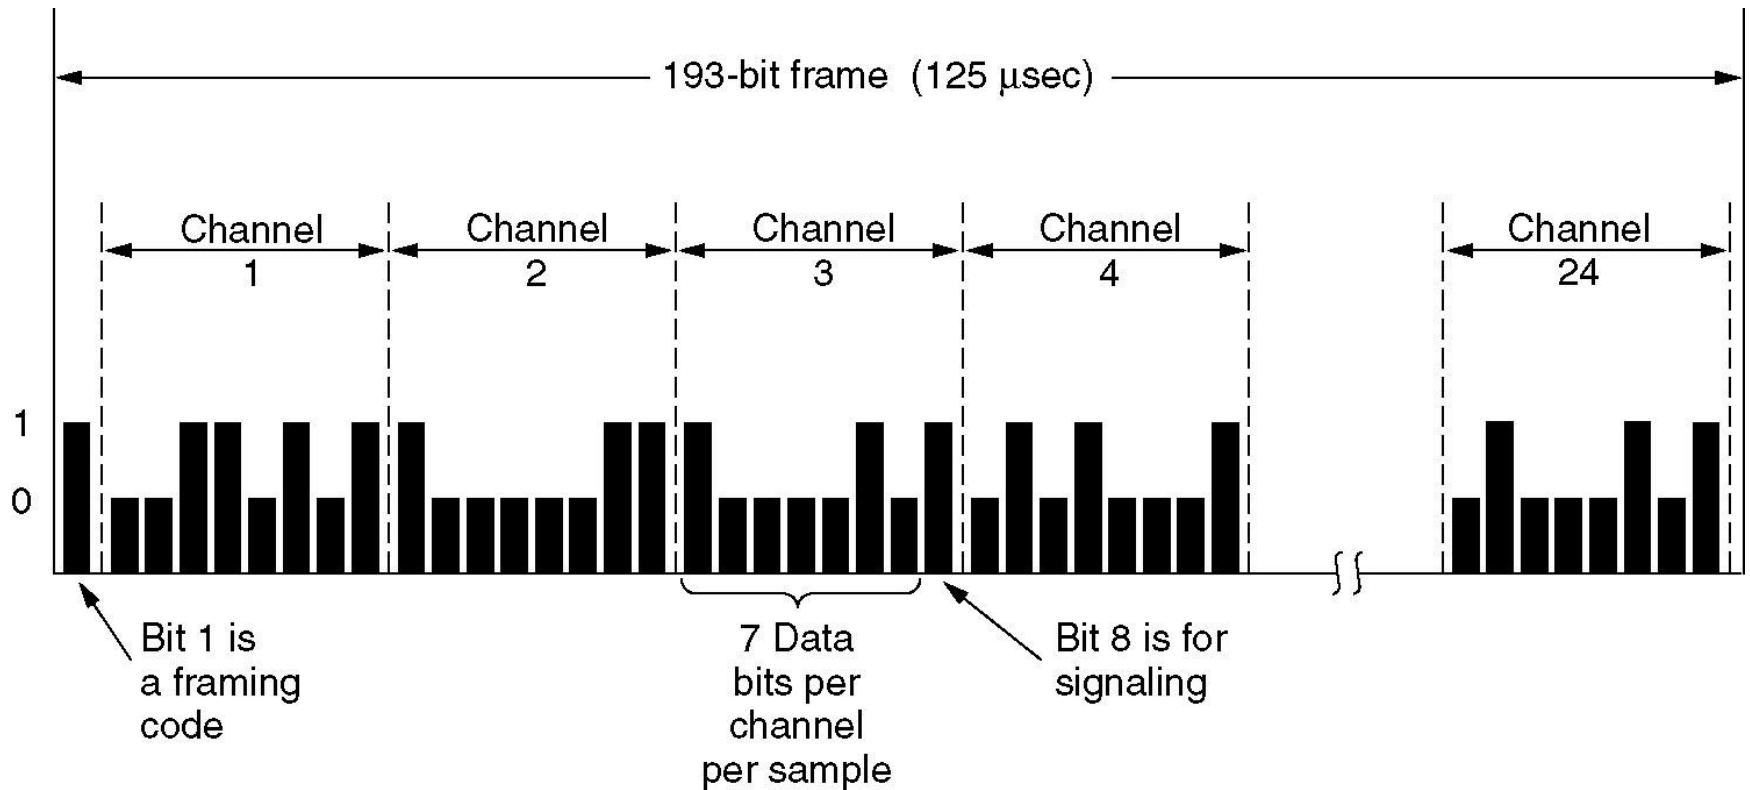 193-bit frame (125 μsec)
Channel
1
Channel
2
Channel
3
Channel
4
Channel
24
1
0
Bit 1 is
a framing
code
7 Data
bits per
channel
per sample
Bit 8 is for
signaling